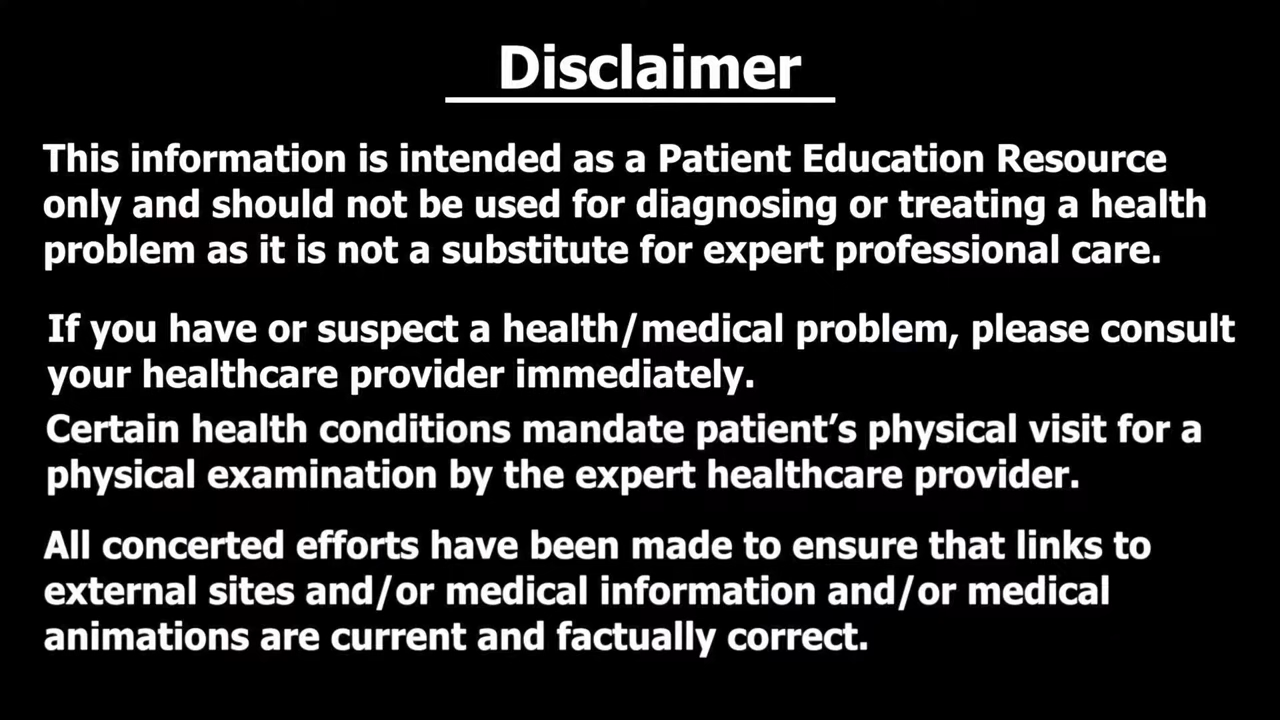 Disclaimer
This information is intended as a Patient Education Resource
only and should not be used for diagnosing or treating a health
problem as it is not a substitute for expert professional care.
If you have or suspect a health/medical problem, please consult
your healthcare provider immediately.
Certain health conditions mandate patient’s physical visit for a
physical examination by the expert healthcare provider.
All concerted efforts have been made to ensure that links to
external sites and/or medical information and/or medical
animations are current and factually correct.